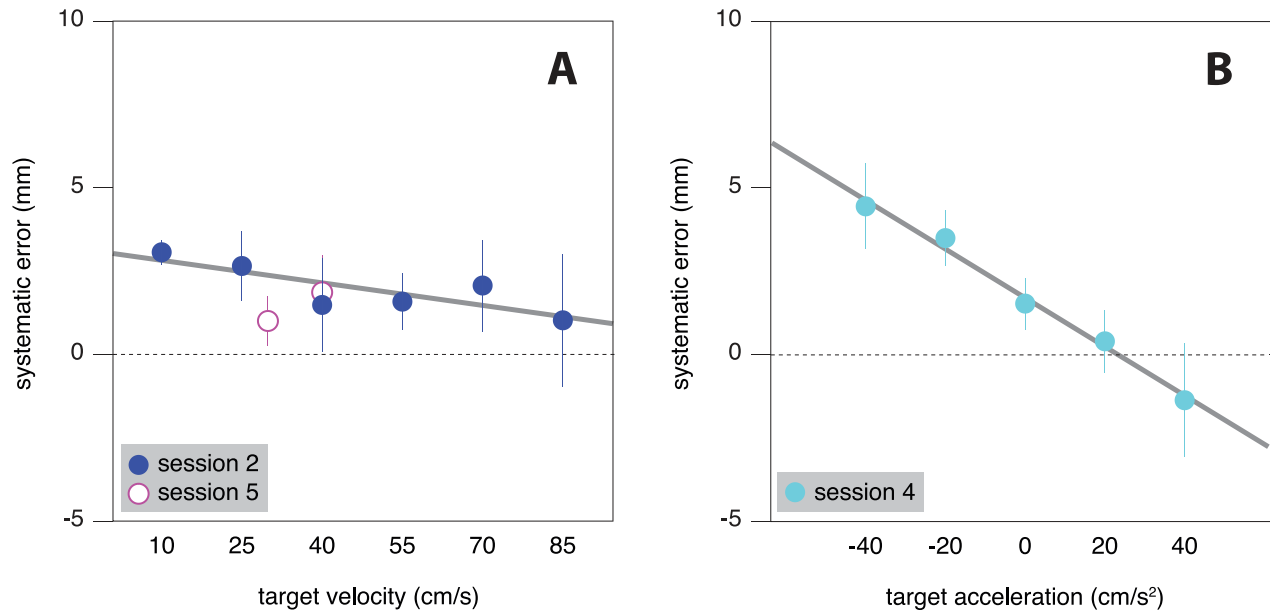 A
10
5
0
-5
systematic error (mm)
session 2
session 5
10 25 40 55 70 85
target velocity (cm/s)
B
10
5
0
-5
systematic error (mm)
session 4
-40 -20 0 20 40
target acceleration (cm/s²)